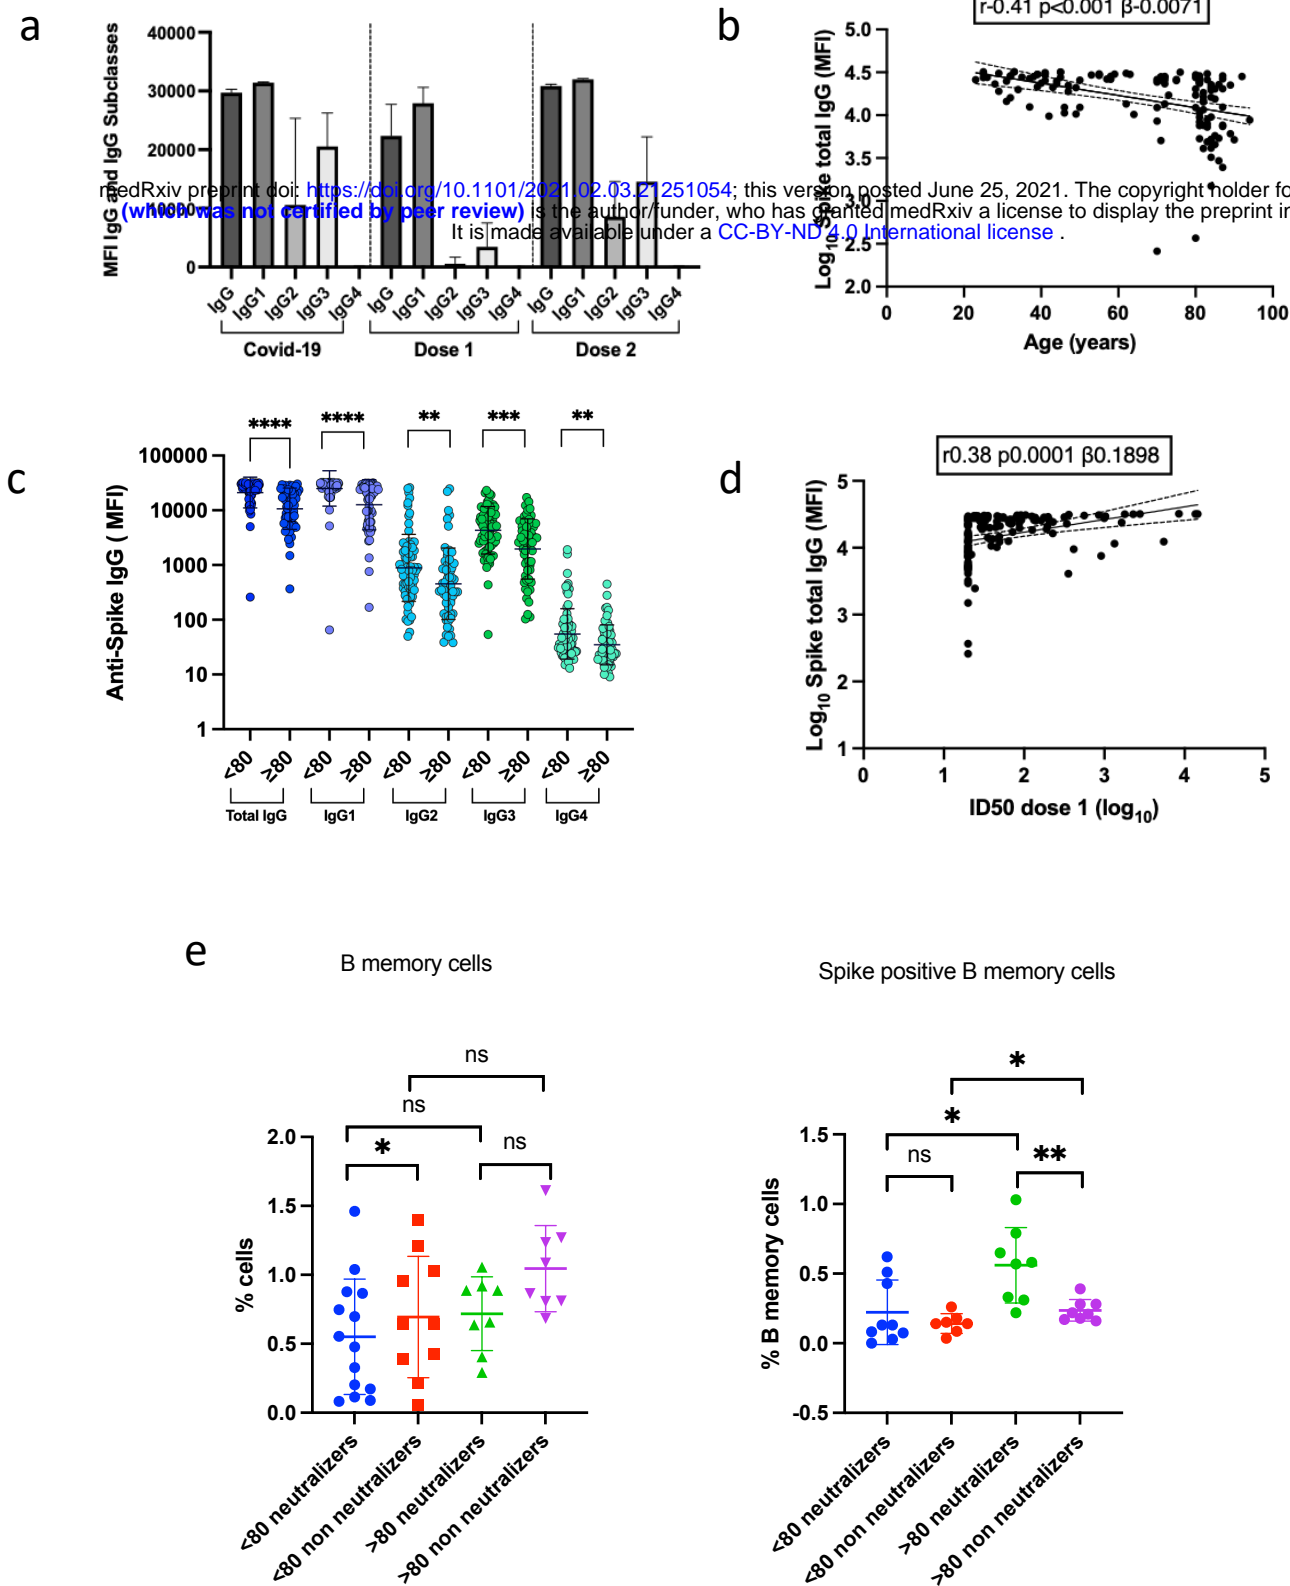 a
MFI IgG and IgG Subclasses
40000
30000
20000
10000
0
IgG IgG1 IgG2 IgG3 IgG4 IgG IgG1 IgG2 IgG3 IgG4 IgG IgG1 IgG2 IgG3 IgG4
Covid-19 Dose 1 Dose 2
b
r-0.41 p<0.001 β-0.0071
Log10 Spike total IgG (MFI)
5.0
4.5
4.0
3.5
3.0
2.5
2.0
0 20 40 60 80 100
Age (years)
medRxiv preprint doi: https://doi.org/10.1101/2021.02.03.21251054; this version posted June 25, 2021. The copyright holder fo
(which was not certified by peer review) is the author/funder, who has granted medRxiv a license to display the preprint in
It is made available under a CC-BY-ND 4.0 International license .
c
Anti-Spike IgG ( MFI)
**** **** ** *** **
100000
10000
1000
100
10
1
<80 ≥80 <80 ≥80 <80 ≥80 <80 ≥80 <80 ≥80
Total IgG IgG1 IgG2 IgG3 IgG4
d
r0.38 p0.0001 β0.1898
Log10 Spike total IgG (MFI)
5
4
3
2
1
0 1 2 3 4 5
ID50 dose 1 (log10)
e
B memory cells
ns
ns
* ns
% cells
2.0
1.5
1.0
0.5
0.0
<80 neutralizers
<80 non neutralizers
>80 neutralizers
>80 non neutralizers
Spike positive B memory cells
*
*
ns **
% B memory cells
1.5
1.0
0.5
0.0
-0.5
<80 neutralizers
<80 non neutralizers
>80 neutralizers
>80 non neutralizers